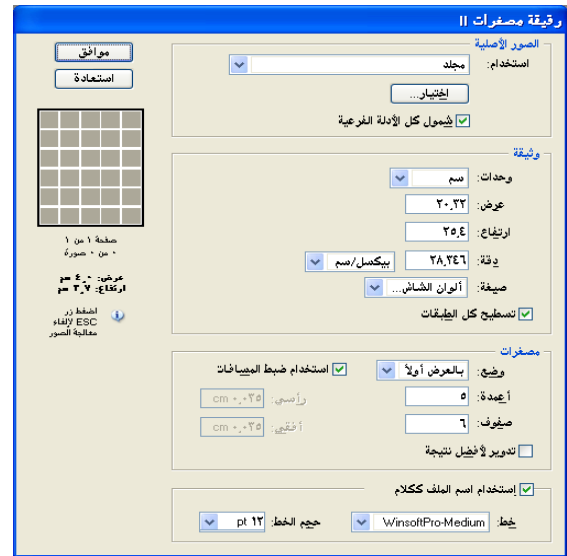 رقيقة مصغرات II
الصور الأصلية
استخدام: مجلد
اختيار...
شمول كل الأدلة الفرعية
وثيقة
وحدات: سم
عرض: ٢٠,٣٢
ارتفاع: ٢٥,٤
دقة: ٢٨,٣٤٦ بيكسل/سم
صيغة: ألوان الشاش...
تسطيح كل الطبقات
مصغرات
وضع: بالعرض أولاً
استخدام ضبط المسافات
أعمدة: ٥
رأسي: ٠,٠٣٥ cm
صفوف: ٦
أفقي: ٠,٠٣٥ cm
تدوير لأفضل نتيجة
إستخدام اسم الملف ككلام
خط: WinsoftPro-Medium
حجم الخط: ١٢ pt
موافق
استعادة
صفحة ١ من ١
٠ من ٠ صورة
عرض: ٤,٠ سم
ارتفاع: ٣,٧ سم
اضغط زر
ESC لإلغاء
معالجة الصور